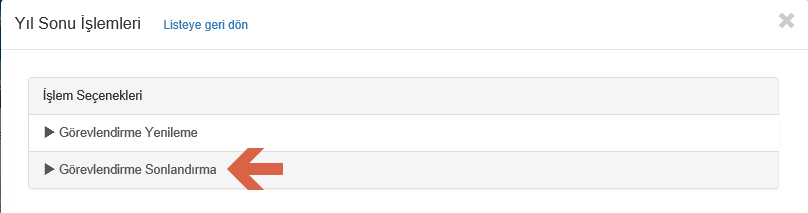 Yıl Sonu İşlemleri Listeye geri dön
İşlem Seçenekleri
Görevlendirme Yenileme
Görevlendirme Sonlandırma